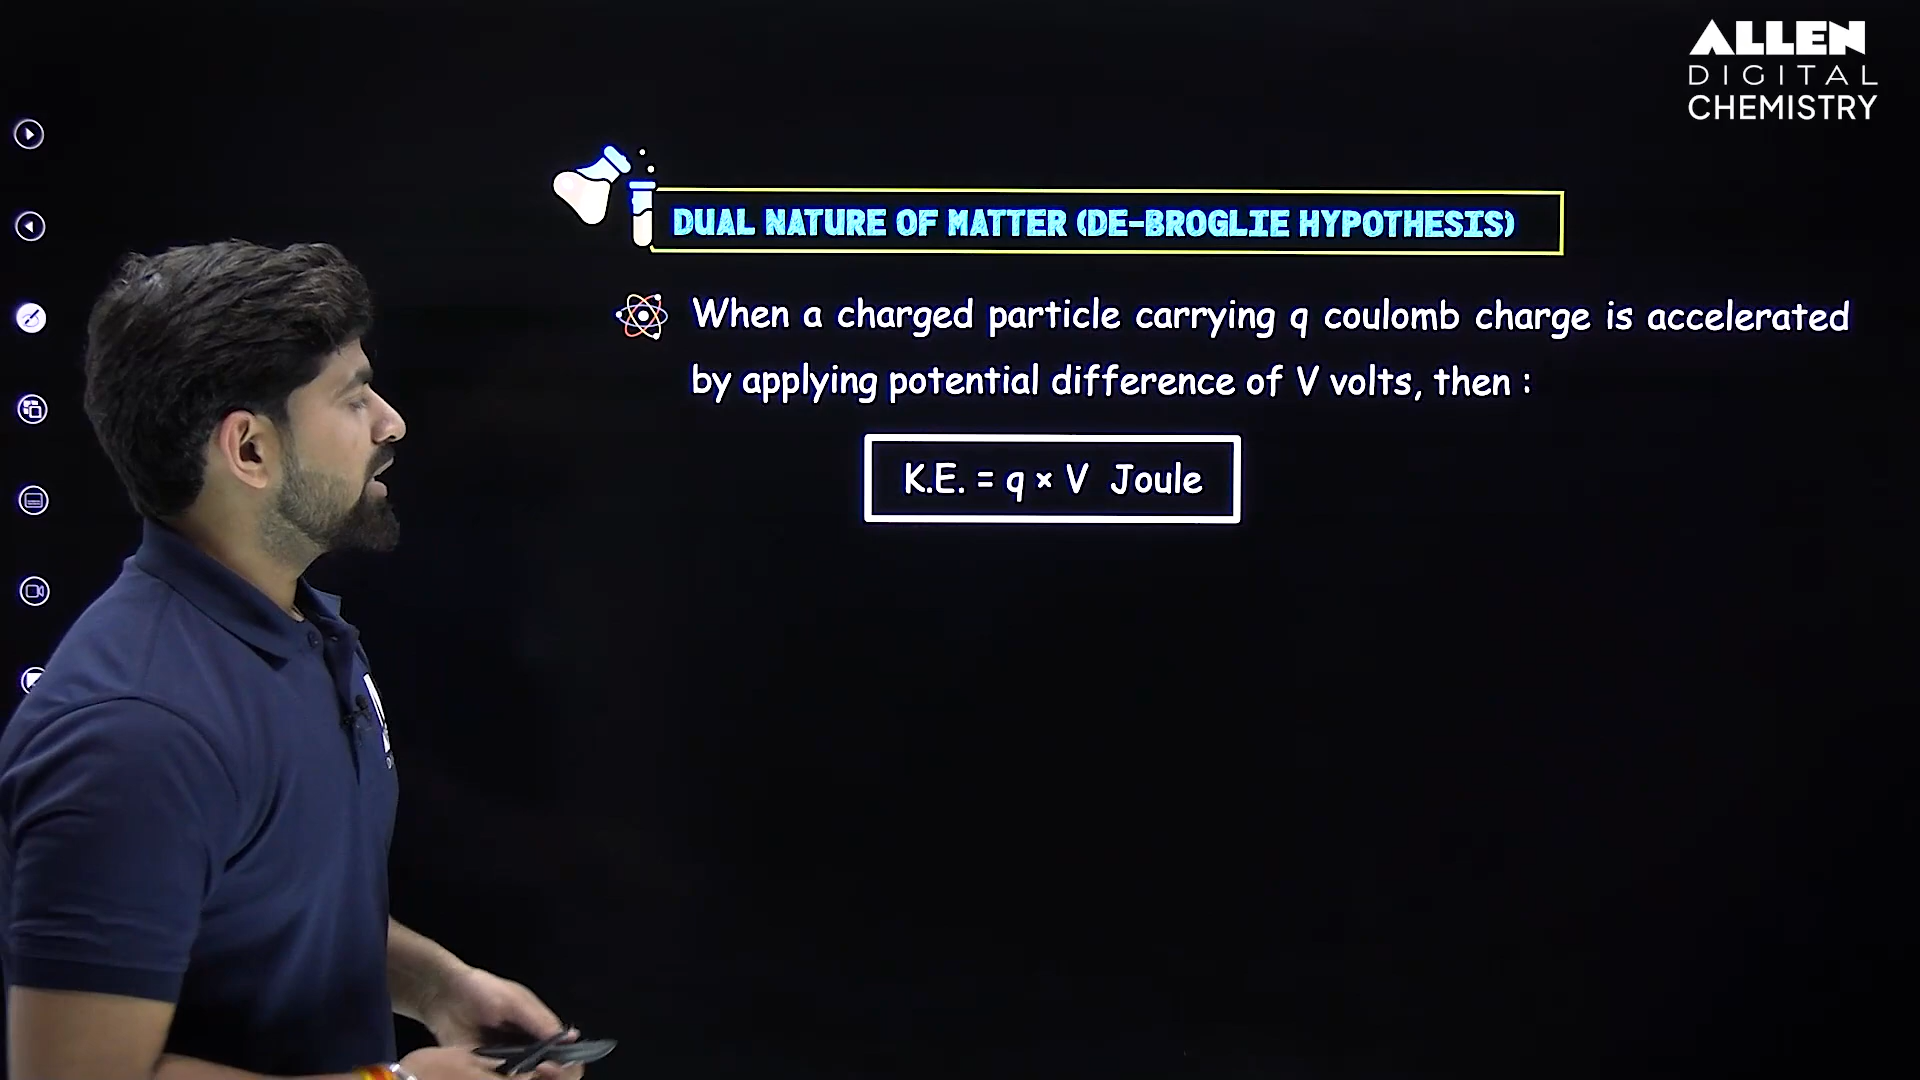 ALLEN
DIGITAL
CHEMISTRY
DUAL NATURE OF MATTER (DE-BROGLIE HYPOTHESIS)
When a charged particle carrying q coulomb charge is accelerated
by applying potential difference of V volts, then :
K.E. = q × V Joule